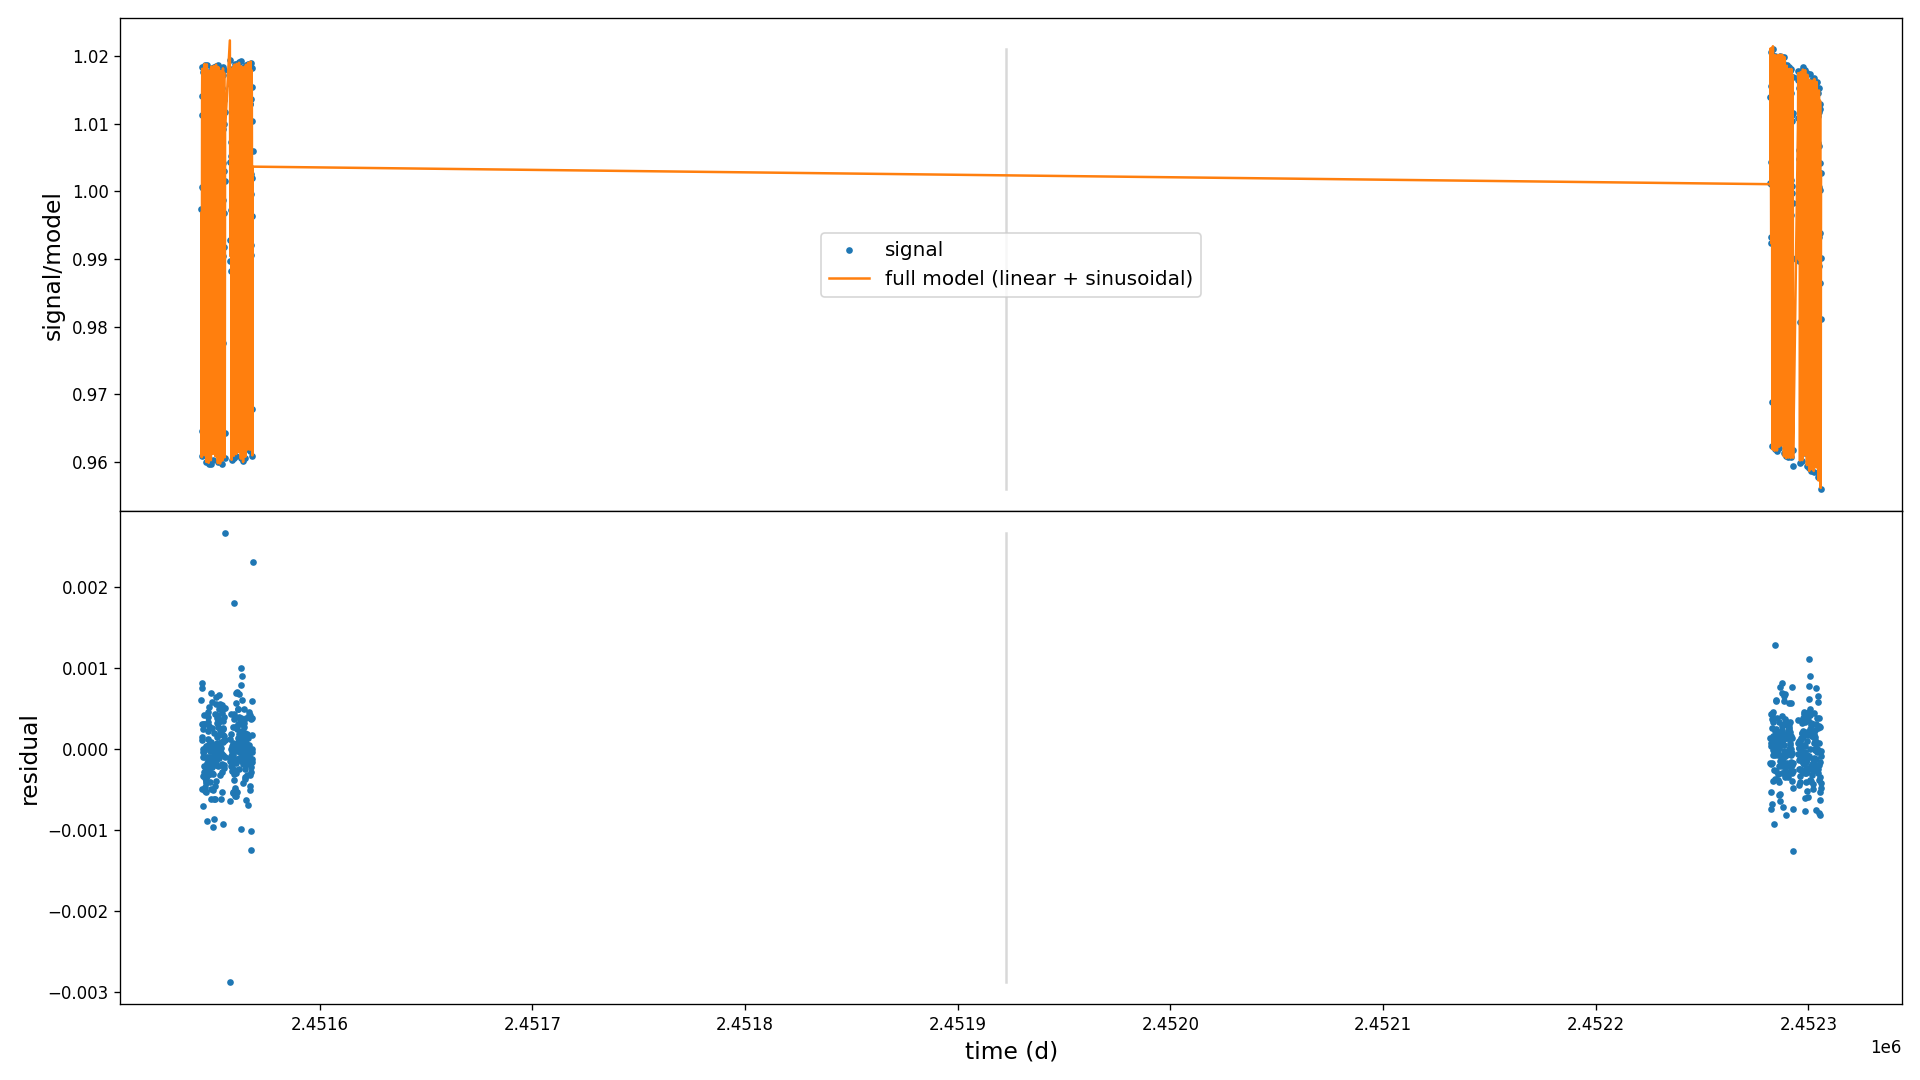 1.02
1.01
1.00
0.99
0.98
0.97
0.96
signal/model
signal
full model (linear + sinusoidal)
0.002
0.001
0.000
−0.001
−0.002
−0.003
residual
2.4516 2.4517 2.4518 2.4519 2.4520 2.4521 2.4522 2.4523
1e6
time (d)